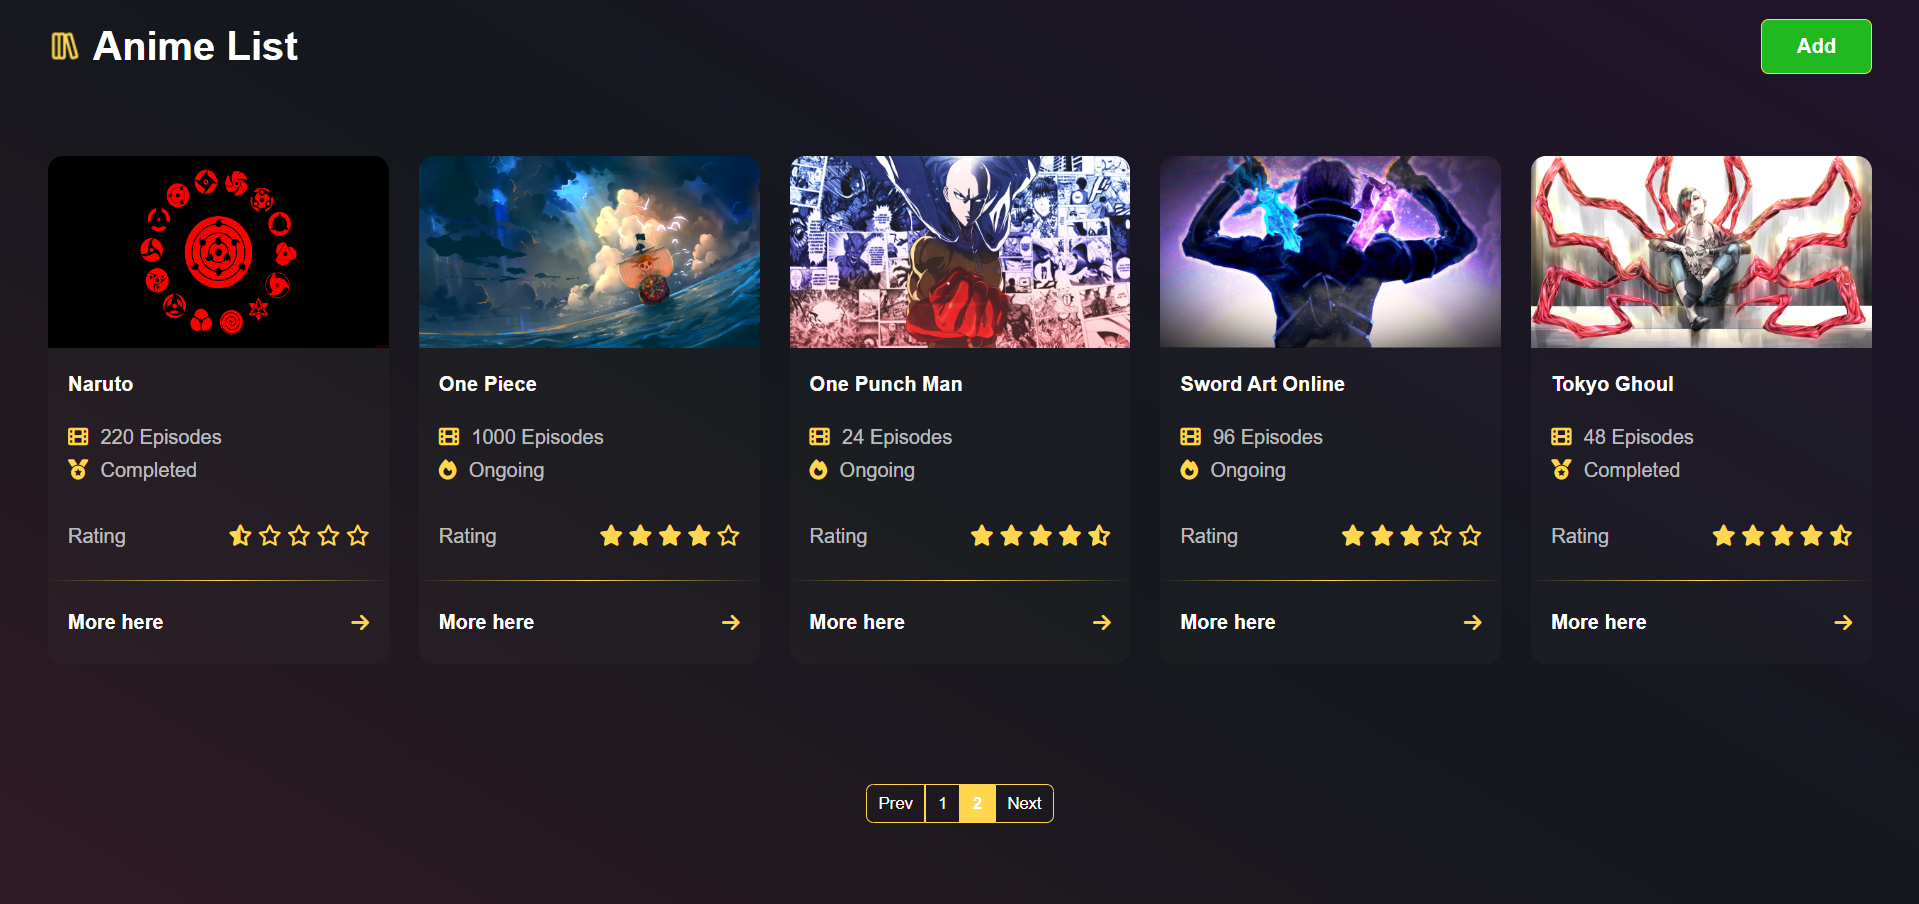 Anime List
Add
Naruto
220 Episodes
Completed
Rating
More here
One Piece
1000 Episodes
Ongoing
Rating
More here
One Punch Man
24 Episodes
Ongoing
Rating
More here
Sword Art Online
96 Episodes
Ongoing
Rating
More here
Tokyo Ghoul
48 Episodes
Completed
Rating
More here
Prev 1 2 Next